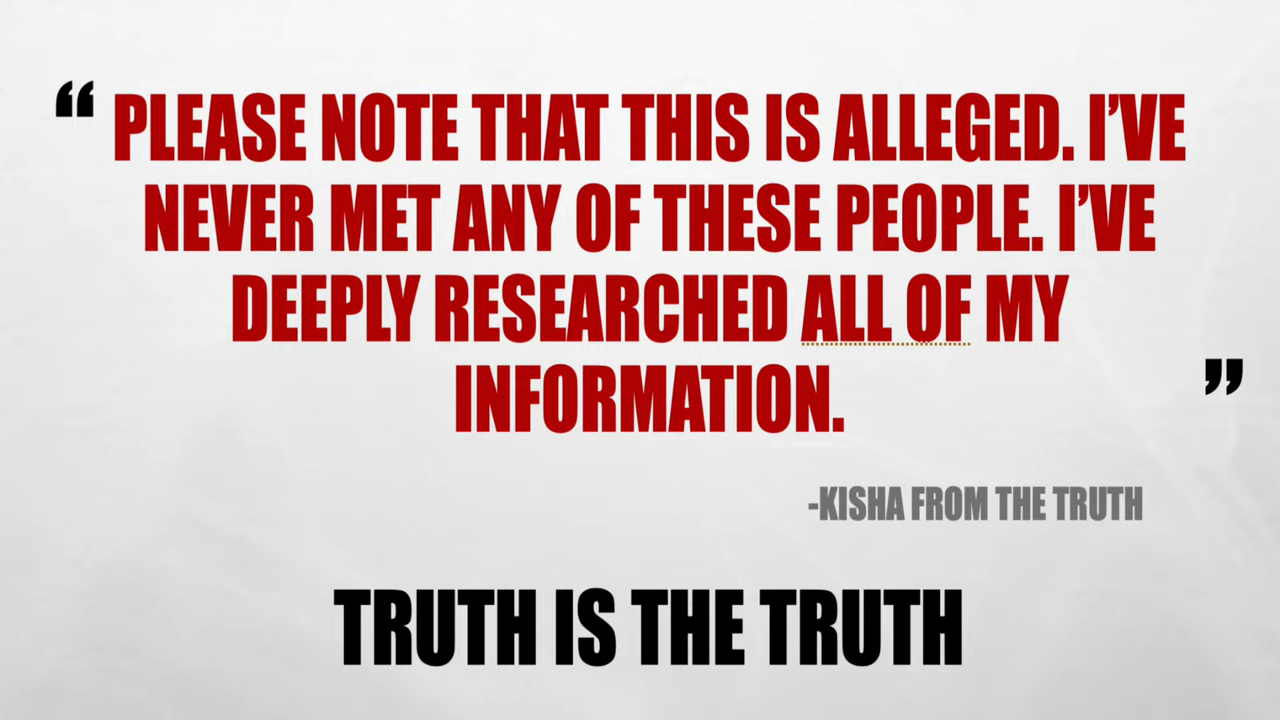 “ PLEASE NOTE THAT THIS IS ALLEGED. I’VE
NEVER MET ANY OF THESE PEOPLE. I’VE
DEEPLY RESEARCHED ALL OF MY
INFORMATION. ”
-KISHA FROM THE TRUTH
TRUTH IS THE TRUTH